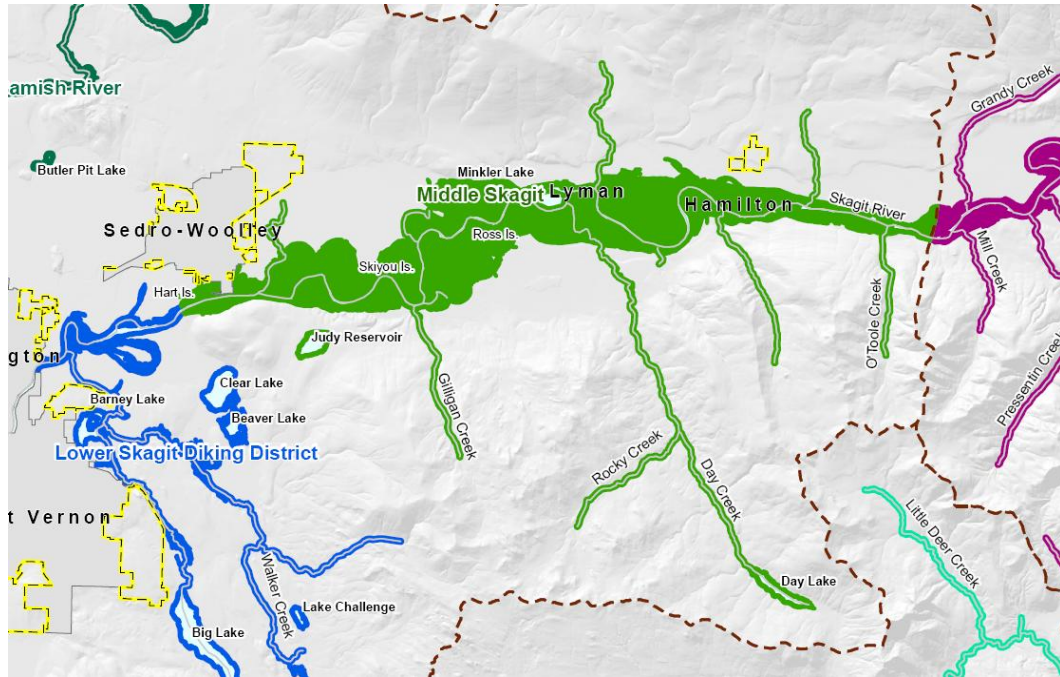 amish River
Grandy Creek
Butler Pit Lake
Minkler Lake
Middle Skagit
Lyman
Hamilton
Skagit River
Sedro-Woolley
Ross Is.
Skiyou Is.
Mill Creek
Hart Is.
O'Toole Creek
Judy Reservoir
gton
Clear Lake
Barney Lake
Beaver Lake
Gilligan Creek
Pressentin Creek
Lower Skagit Diking District
Rocky Creek
Day Creek
t Vernon
Little Deer Creek
Walker Creek
Day Lake
Lake Challenge
Big Lake